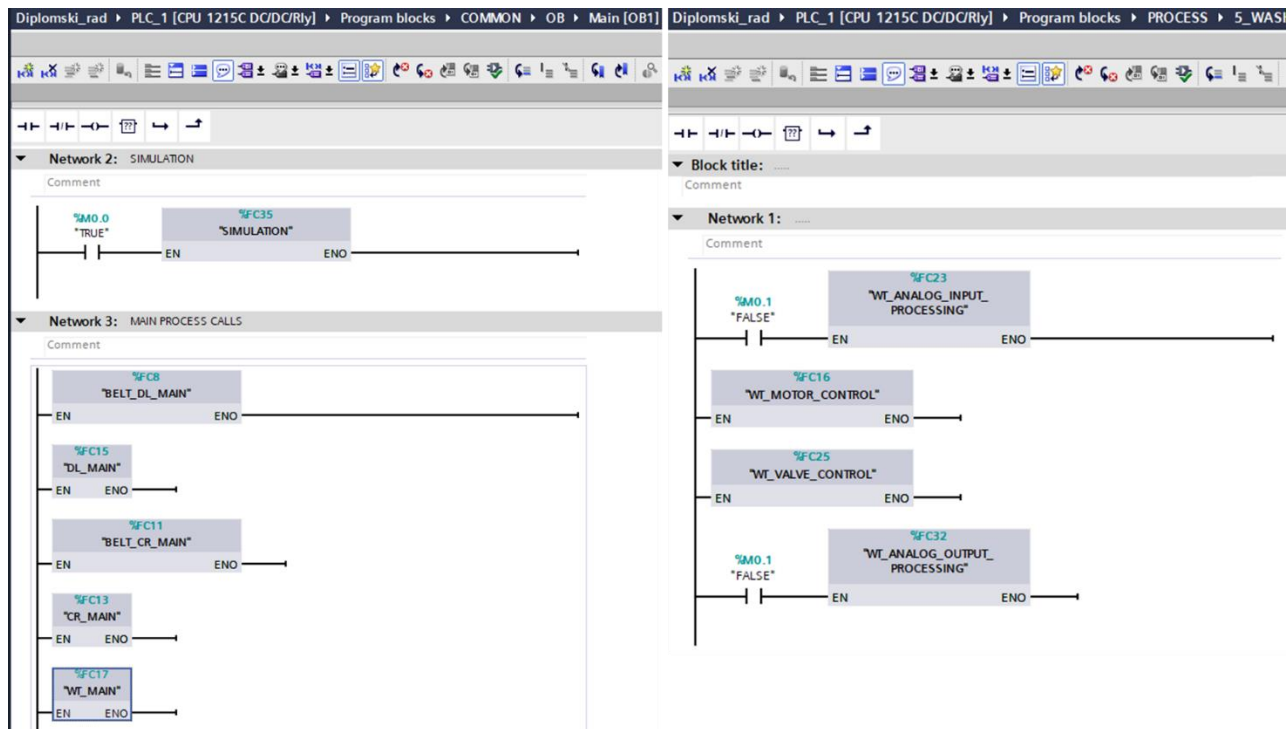 Diplomski_rad ▸ PLC_1 [CPU 1215C DC/DC/Rly] ▸ Program blocks ▸ COMMON ▸ OB ▸ Main [OB1]
Network 2: SIMULATION
Comment
%M0.0
"TRUE"
%FC35
"SIMULATION"
EN ENO
Network 3: MAIN PROCESS CALLS
Comment
%FC8
"BELT_DL_MAIN"
EN ENO
%FC15
"DL_MAIN"
EN ENO
%FC11
"BELT_CR_MAIN"
EN ENO
%FC13
"CR_MAIN"
EN ENO
%FC17
"WT_MAIN"
EN ENO
Diplomski_rad ▸ PLC_1 [CPU 1215C DC/DC/Rly] ▸ Program blocks ▸ PROCESS ▸ 5_WASH
??
Block title: .....
Comment
Network 1: .....
Comment
%M0.1
"FALSE"
%FC23
"WT_ANALOG_INPUT_
PROCESSING"
EN ENO
%FC16
"WT_MOTOR_CONTROL"
EN ENO
%FC25
"WT_VALVE_CONTROL"
EN ENO
%M0.1
"FALSE"
%FC32
"WT_ANALOG_OUTPUT_
PROCESSING"
EN ENO